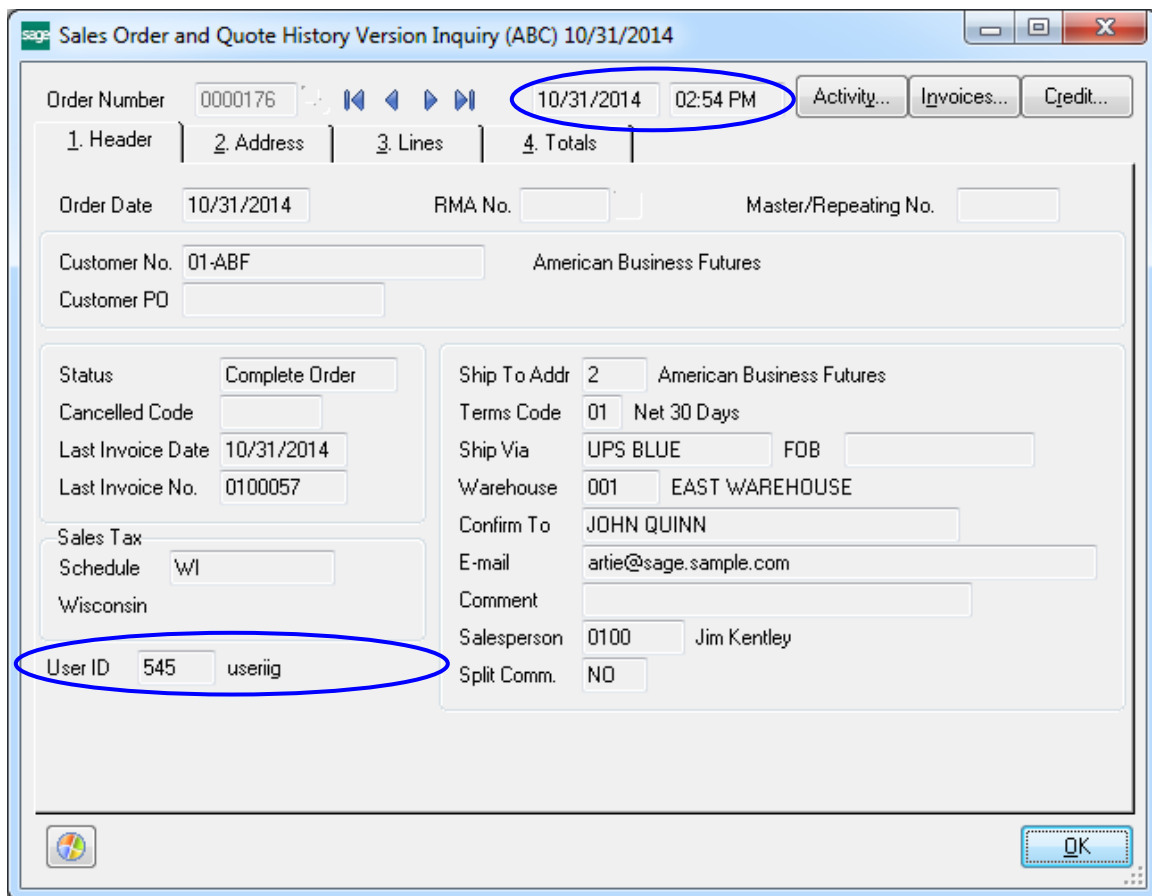 sage Sales Order and Quote History Version Inquiry (ABC) 10/31/2014
Order Number 0000176 10/31/2014 02:54 PM Activity... Invoices... Credit...
1. Header 2. Address 3. Lines 4. Totals
Order Date 10/31/2014 RMA No. Master/Repeating No.
Customer No. 01-ABF American Business Futures
Customer PO
Status Complete Order
Cancelled Code
Last Invoice Date 10/31/2014
Last Invoice No. 0100057
Sales Tax
Schedule WI
Wisconsin
User ID 545 useriig
Ship To Addr 2 American Business Futures
Terms Code 01 Net 30 Days
Ship Via UPS BLUE FOB
Warehouse 001 EAST WAREHOUSE
Confirm To JOHN QUINN
E-mail artie@sage.sample.com
Comment
Salesperson 0100 Jim Kentley
Split Comm. NO
OK